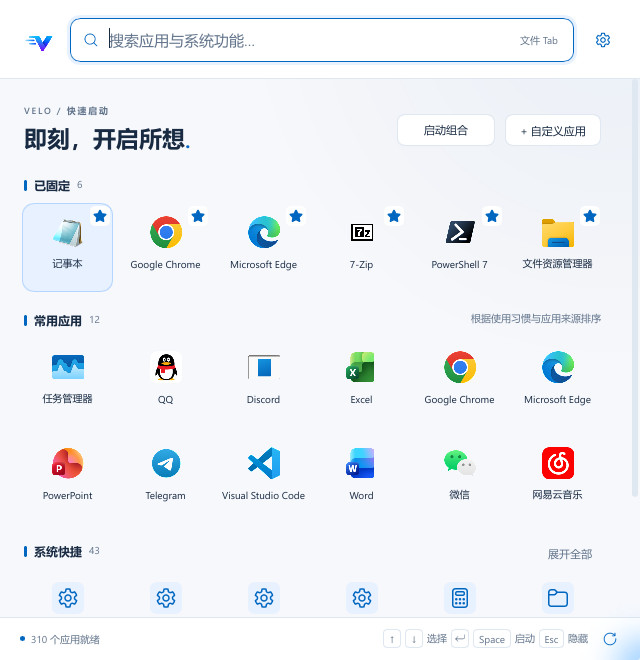 搜索应用与系统功能...
文件 Tab
VELO / 快速启动
即刻，开启所想.
启动组合
+ 自定义应用
已固定 6
记事本
Google Chrome
Microsoft Edge
7z
7-Zip
PowerShell 7
文件资源管理器
常用应用 12
根据使用习惯与应用来源排序
任务管理器
QQ
Discord
X
Excel
Google Chrome
Microsoft Edge
P
PowerPoint
Telegram
Visual Studio Code
W
Word
微信
网易云音乐
系统快捷 43
展开全部
310 个应用就绪
↑ ↓ 选择 ↵ Space 启动 Esc 隐藏